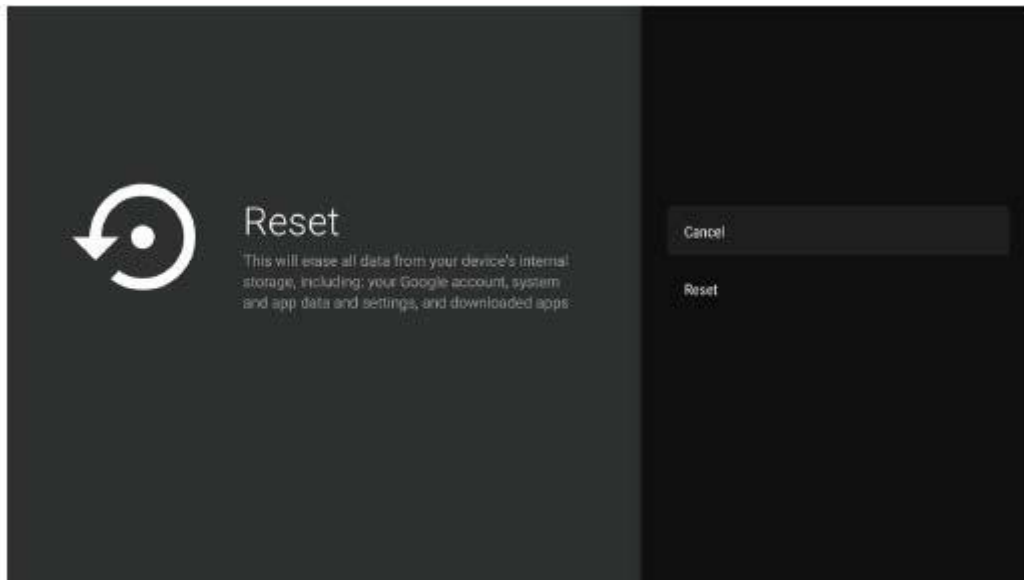 Reset
This will erase all data from your device's internal
storage, including: your Google account, system
and app data and settings, and downloaded apps
Cancel
Reset